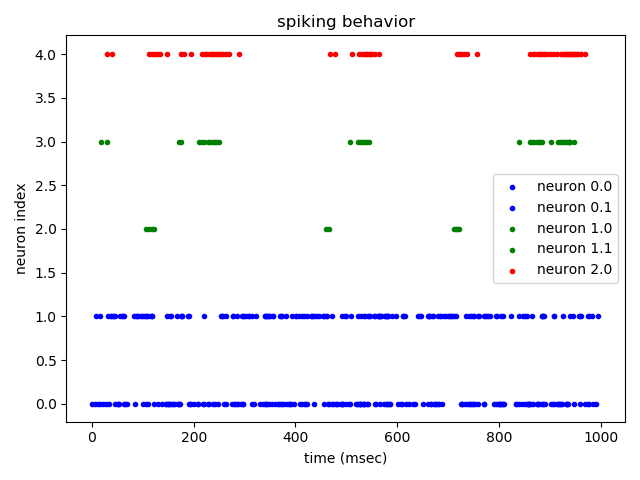 spiking behavior
4.0
3.5
3.0
2.5
2.0
1.5
1.0
0.5
0.0
neuron index
neuron 0.0
neuron 0.1
neuron 1.0
neuron 1.1
neuron 2.0
0 200 400 600 800 1000
time (msec)